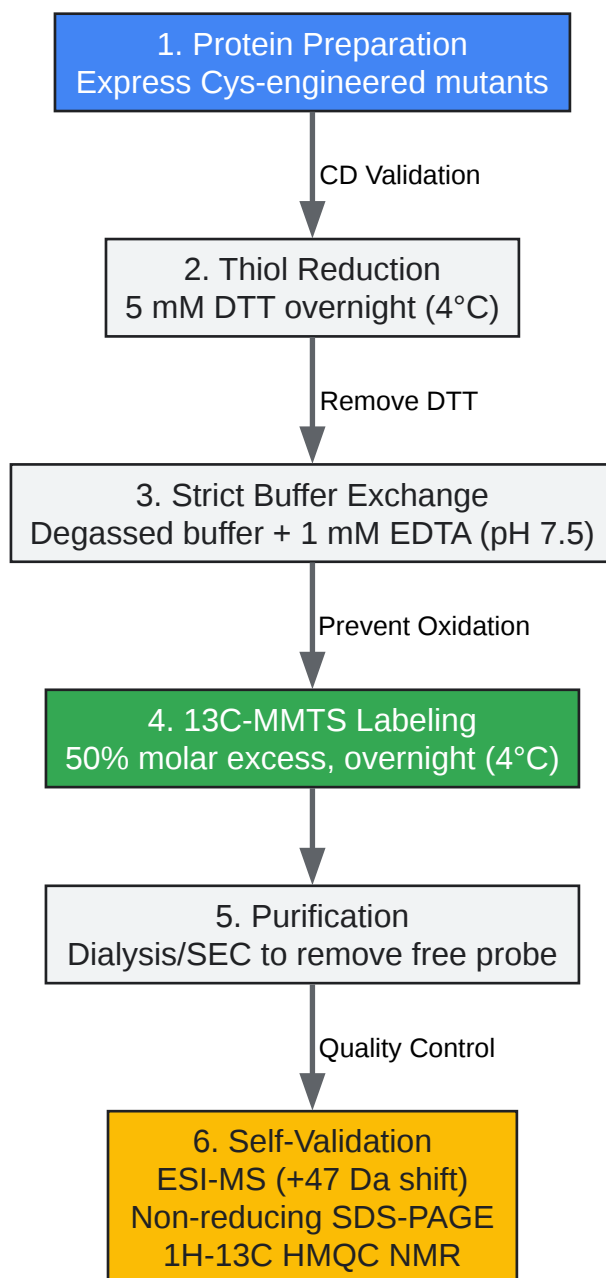 1. Protein Preparation
Express Cys-engineered mutants
CD Validation
2. Thiol Reduction
5 mM DTT overnight (4°C)
Remove DTT
3. Strict Buffer Exchange
Degassed buffer + 1 mM EDTA (pH 7.5)
Prevent Oxidation
4. 13C-MMTS Labeling
50% molar excess, overnight (4°C)
5. Purification
Dialysis/SEC to remove free probe
Quality Control
6. Self-Validation
ESI-MS (+47 Da shift)
Non-reducing SDS-PAGE
1H-13C HMQC NMR